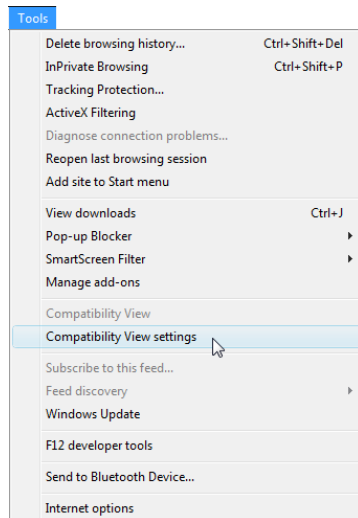 Tools
Delete browsing history... Ctrl+Shift+Del
InPrivate Browsing Ctrl+Shift+P
Tracking Protection...
ActiveX Filtering
Diagnose connection problems...
Reopen last browsing session
Add site to Start menu
View downloads Ctrl+J
Pop-up Blocker
SmartScreen Filter
Manage add-ons
Compatibility View
Compatibility View settings
Subscribe to this feed...
Feed discovery
Windows Update
F12 developer tools
Send to Bluetooth Device...
Internet options